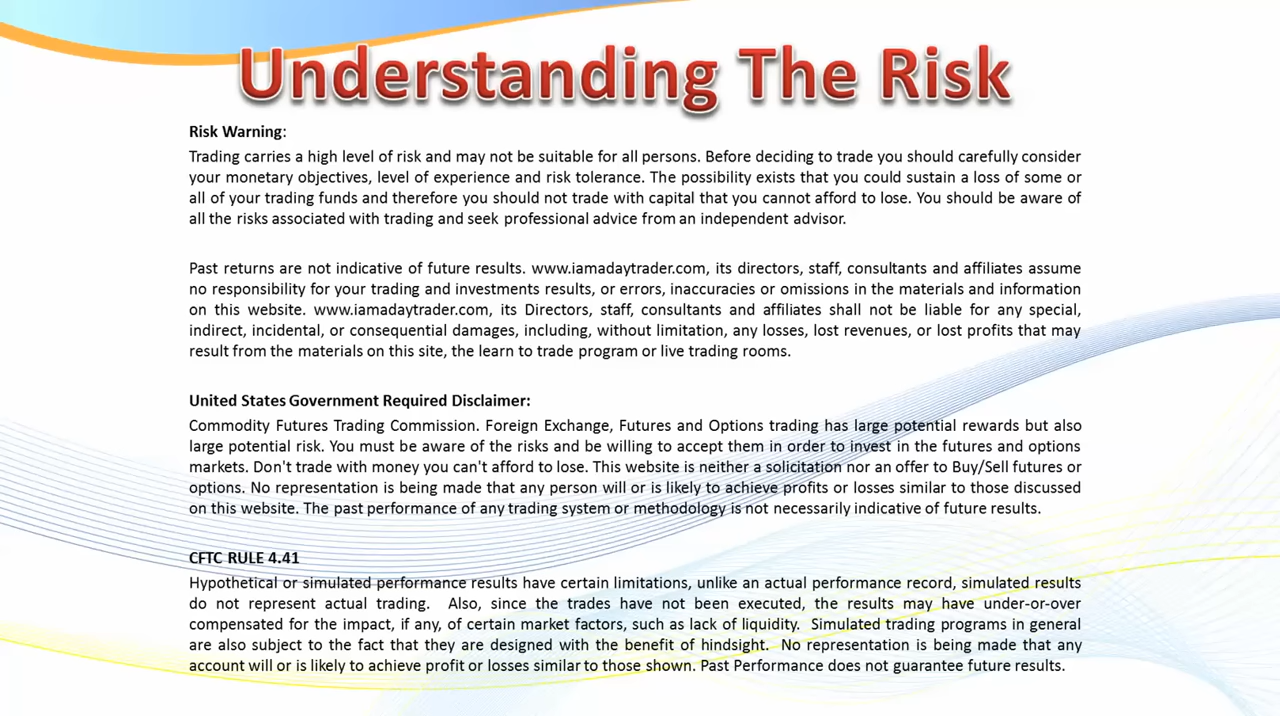 Understanding The Risk
Risk Warning:
Trading carries a high level of risk and may not be suitable for all persons. Before deciding to trade you should carefully consider
your monetary objectives, level of experience and risk tolerance. The possibility exists that you could sustain a loss of some or
all of your trading funds and therefore you should not trade with capital that you cannot afford to lose. You should be aware of
all the risks associated with trading and seek professional advice from an independent advisor.
Past returns are not indicative of future results. www.iamadaytrader.com, its directors, staff, consultants and affiliates assume
no responsibility for your trading and investments results, or errors, inaccuracies or omissions in the materials and information
on this website. www.iamadaytrader.com, its Directors, staff, consultants and affiliates shall not be liable for any special,
indirect, incidental, or consequential damages, including, without limitation, any losses, lost revenues, or lost profits that may
result from the materials on this site, the learn to trade program or live trading rooms.
United States Government Required Disclaimer:
Commodity Futures Trading Commission. Foreign Exchange, Futures and Options trading has large potential rewards but also
large potential risk. You must be aware of the risks and be willing to accept them in order to invest in the futures and options
markets. Don't trade with money you can't afford to lose. This website is neither a solicitation nor an offer to Buy/Sell futures or
options. No representation is being made that any person will or is likely to achieve profits or losses similar to those discussed
on this website. The past performance of any trading system or methodology is not necessarily indicative of future results.
CFTC RULE 4.41
Hypothetical or simulated performance results have certain limitations, unlike an actual performance record, simulated results
do not represent actual trading. Also, since the trades have not been executed, the results may have under-or-over
compensated for the impact, if any, of certain market factors, such as lack of liquidity. Simulated trading programs in general
are also subject to the fact that they are designed with the benefit of hindsight. No representation is being made that any
account will or is likely to achieve profit or losses similar to those shown. Past Performance does not guarantee future results.